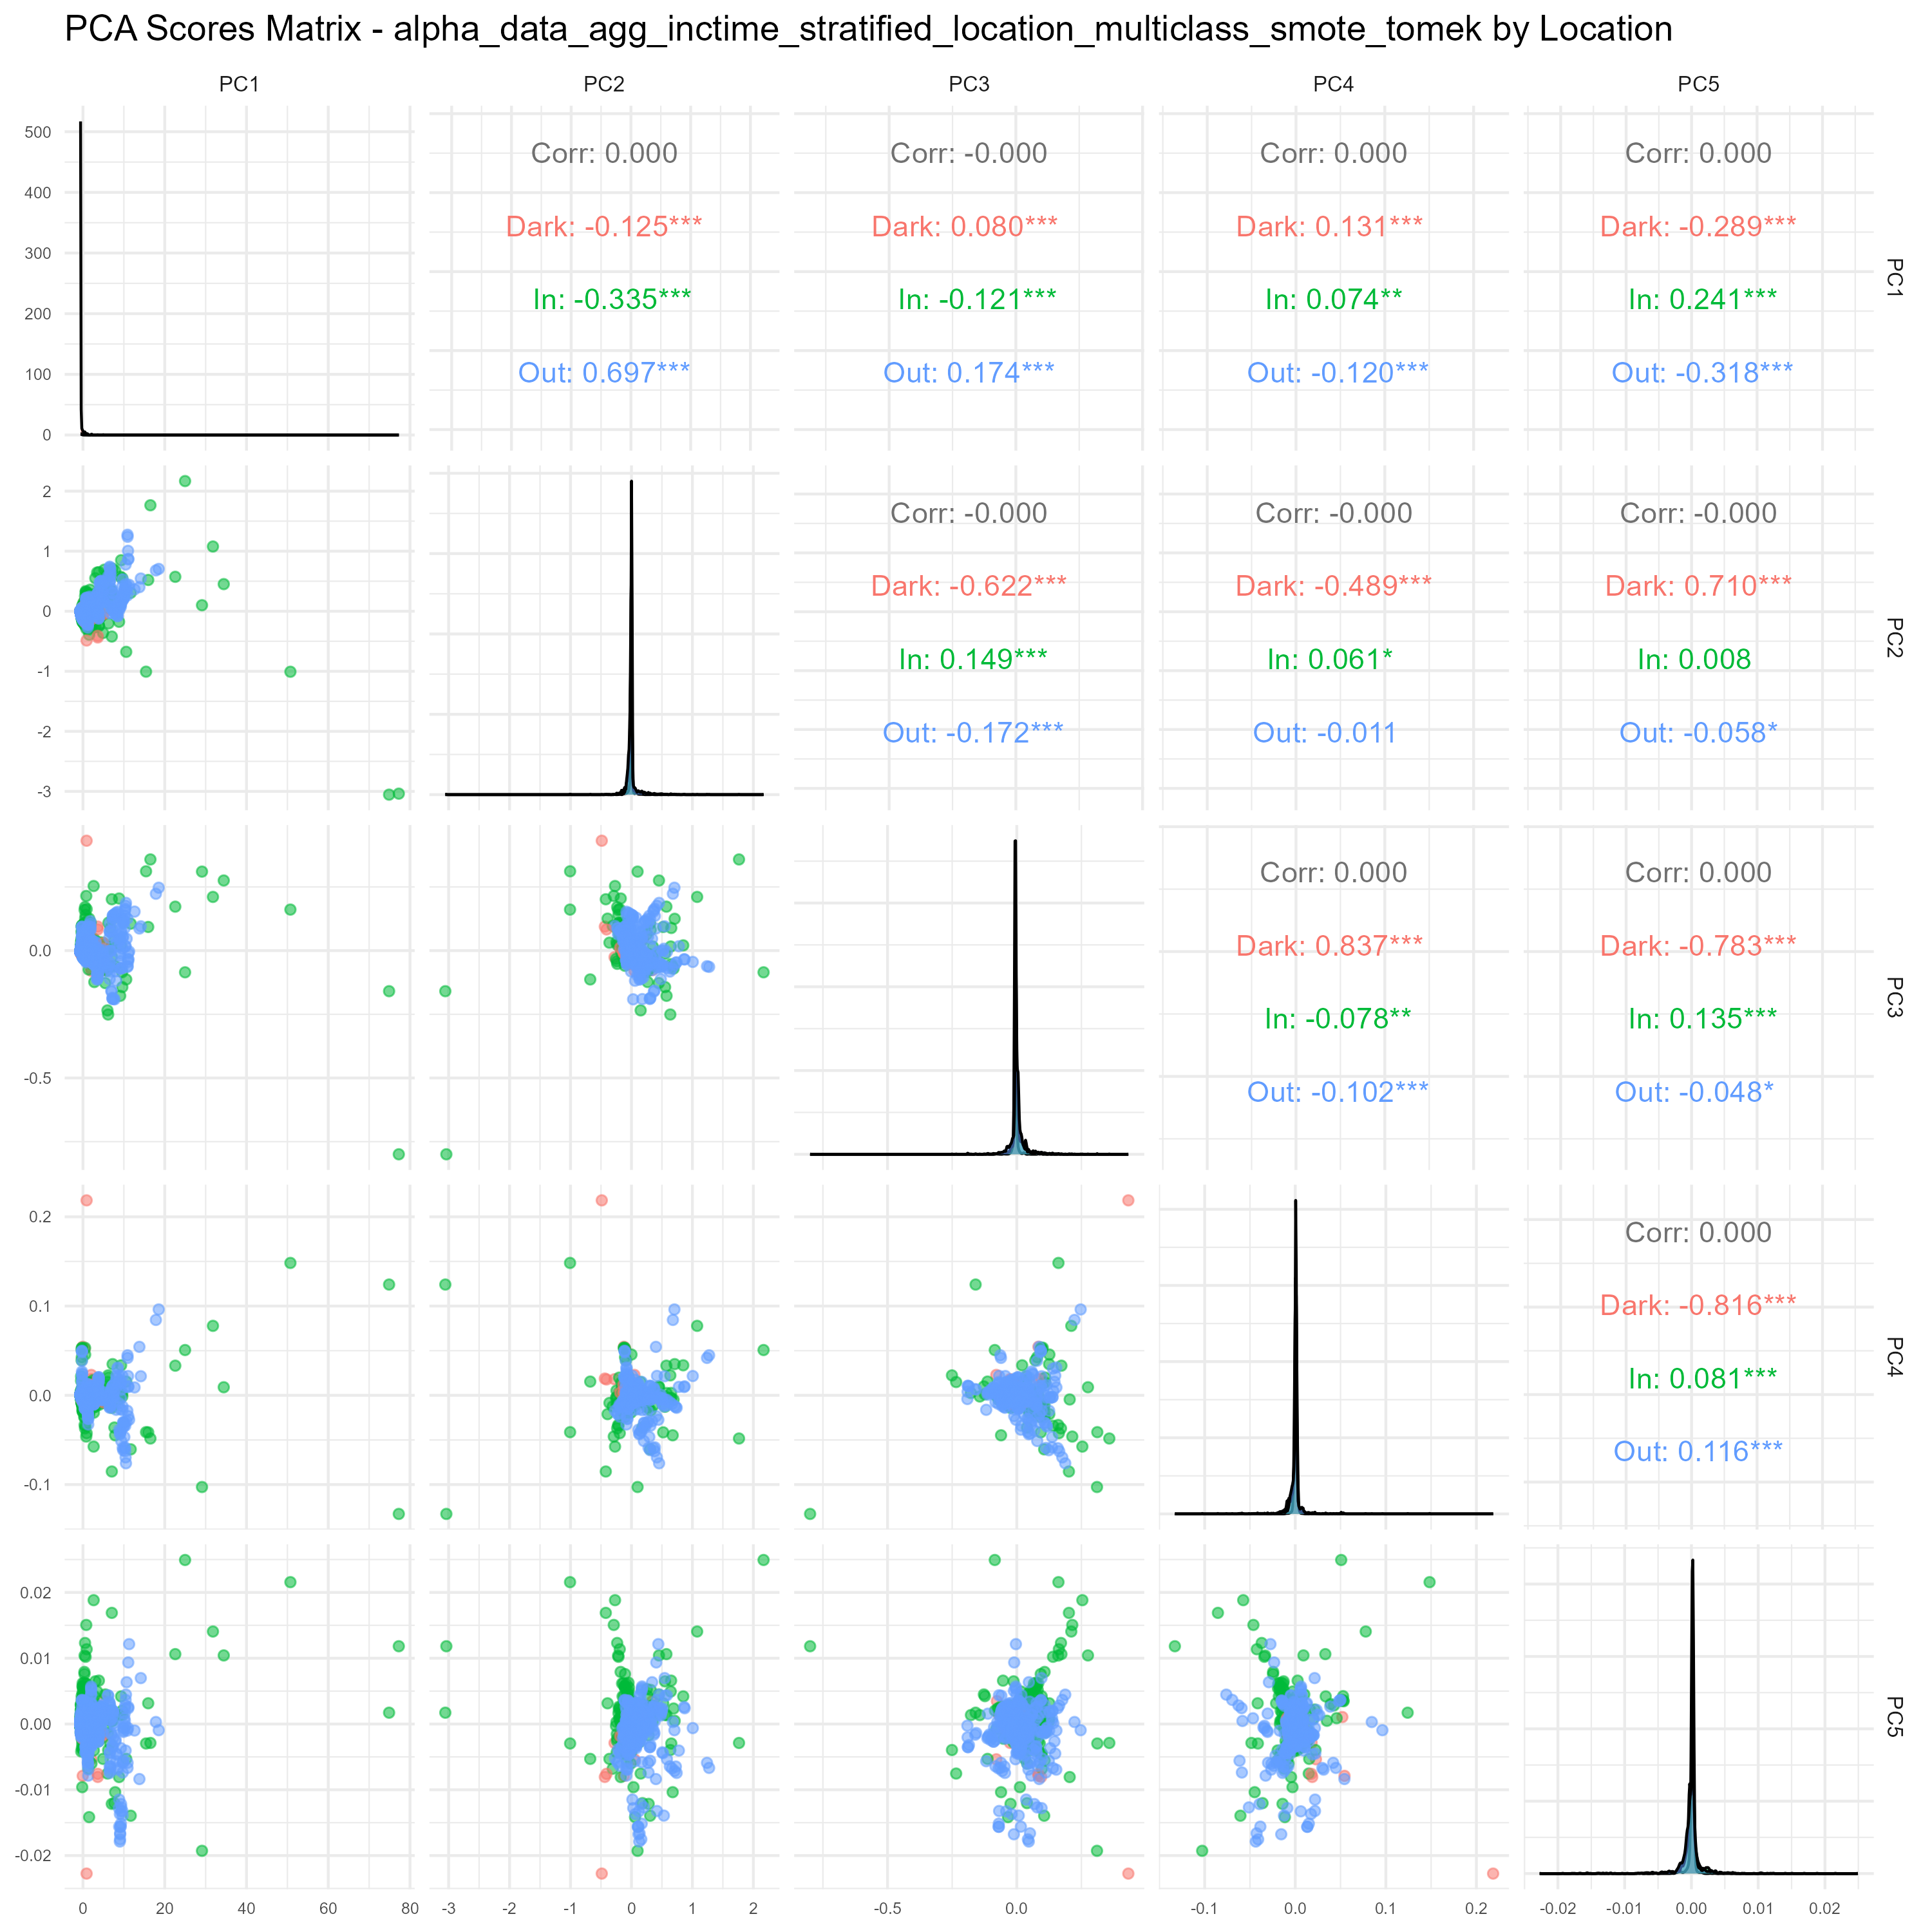 PCA Scores Matrix - alpha_data_agg_inctime_stratified_location_multiclass_smote_tomek by Location
PC1 PC2 PC3 PC4 PC5
500
400
300
200
100
0
Corr: 0.000 Corr: -0.000 Corr: 0.000 Corr: 0.000
Dark: -0.125*** Dark: 0.080*** Dark: 0.131*** Dark: -0.289***
In: -0.335*** In: -0.121*** In: 0.074** In: 0.241***
Out: 0.697*** Out: 0.174*** Out: -0.120*** Out: -0.318***
PC1
2
1
0
-1
-2
-3
Corr: -0.000 Corr: -0.000 Corr: -0.000
Dark: -0.622*** Dark: -0.489*** Dark: 0.710***
In: 0.149*** In: 0.061* In: 0.008
Out: -0.172*** Out: -0.011 Out: -0.058*
PC2
0.0
-0.5
Corr: 0.000 Corr: 0.000
Dark: 0.837*** Dark: -0.783***
In: -0.078** In: 0.135***
Out: -0.102*** Out: -0.048*
PC3
0.2
0.1
0.0
-0.1
Corr: 0.000
Dark: -0.816***
In: 0.081***
Out: 0.116***
PC4
0.02
0.01
0.00
-0.01
-0.02
PC5
0 20 40 60 80 -3 -2 -1 0 1 2 -0.5 0.0 -0.1 0.0 0.1 0.2 -0.02 -0.01 0.00 0.01 0.02